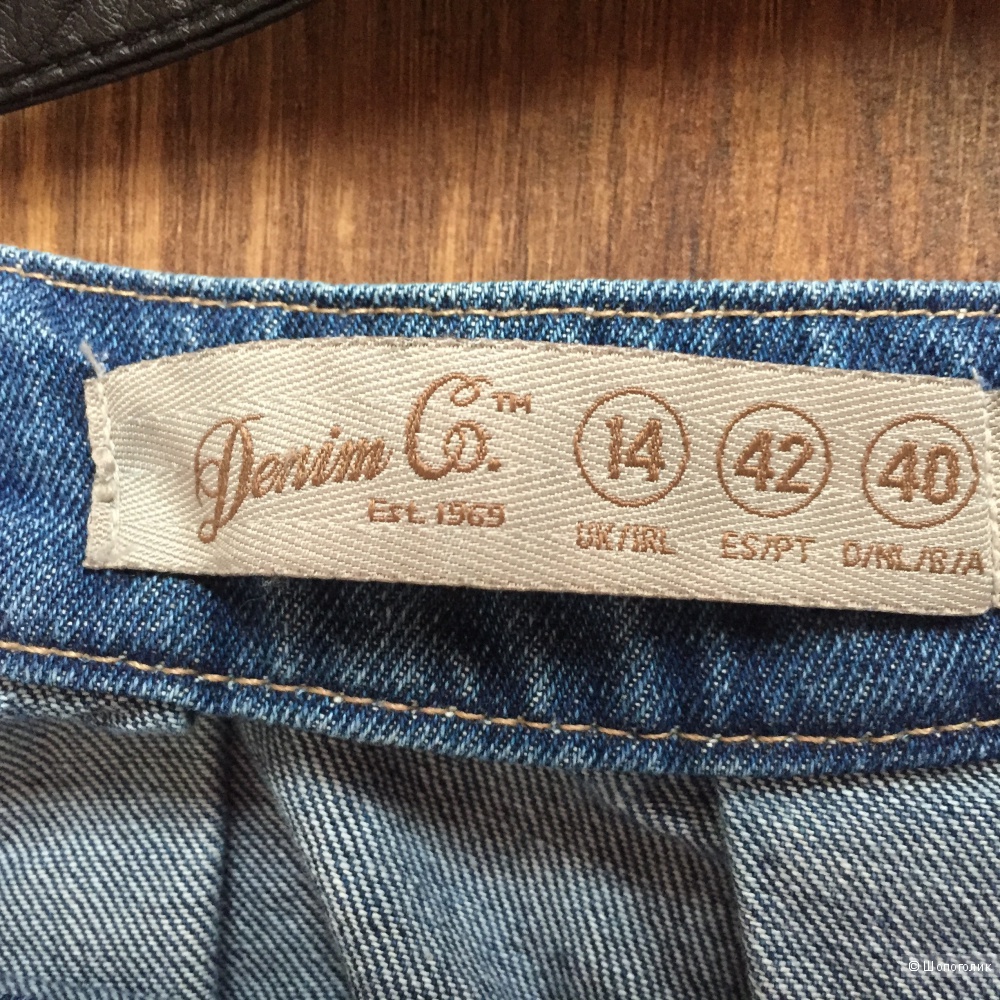 Denim Co.™
Est. 1969
14 42 40
UK/IRL ES/PT D/NL/B/A
© Шопоголик